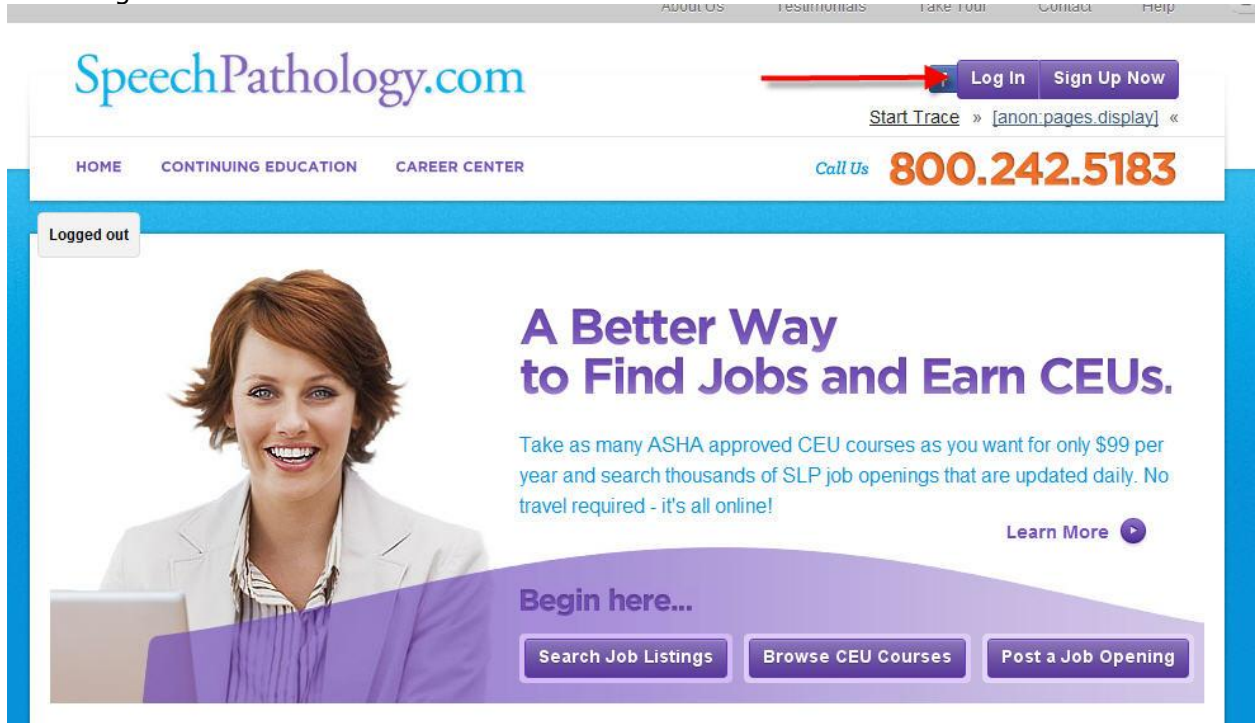 About Us Testimonials Take Tour Contact Help
SpeechPathology.com
Log In Sign Up Now
Start Trace » [anon:pages.display] «
HOME CONTINUING EDUCATION CAREER CENTER Call Us 800.242.5183
Logged out
A Better Way
to Find Jobs and Earn CEUs.
Take as many ASHA approved CEU courses as you want for only $99 per
year and search thousands of SLP job openings that are updated daily. No
travel required - it's all online!
Learn More
Begin here...
Search Job Listings Browse CEU Courses Post a Job Opening